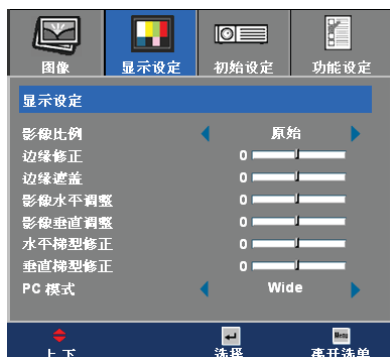 图像 显示设定 初始设定 功能设定
显示设定
影像比例 原始
边缘修正 0
边缘遮盖 0
影像水平调整 0
影像垂直调整 0
水平梯型修正 0
垂直梯型修正 0
PC 模式 Wide
Menu
上下 选择 离开选单